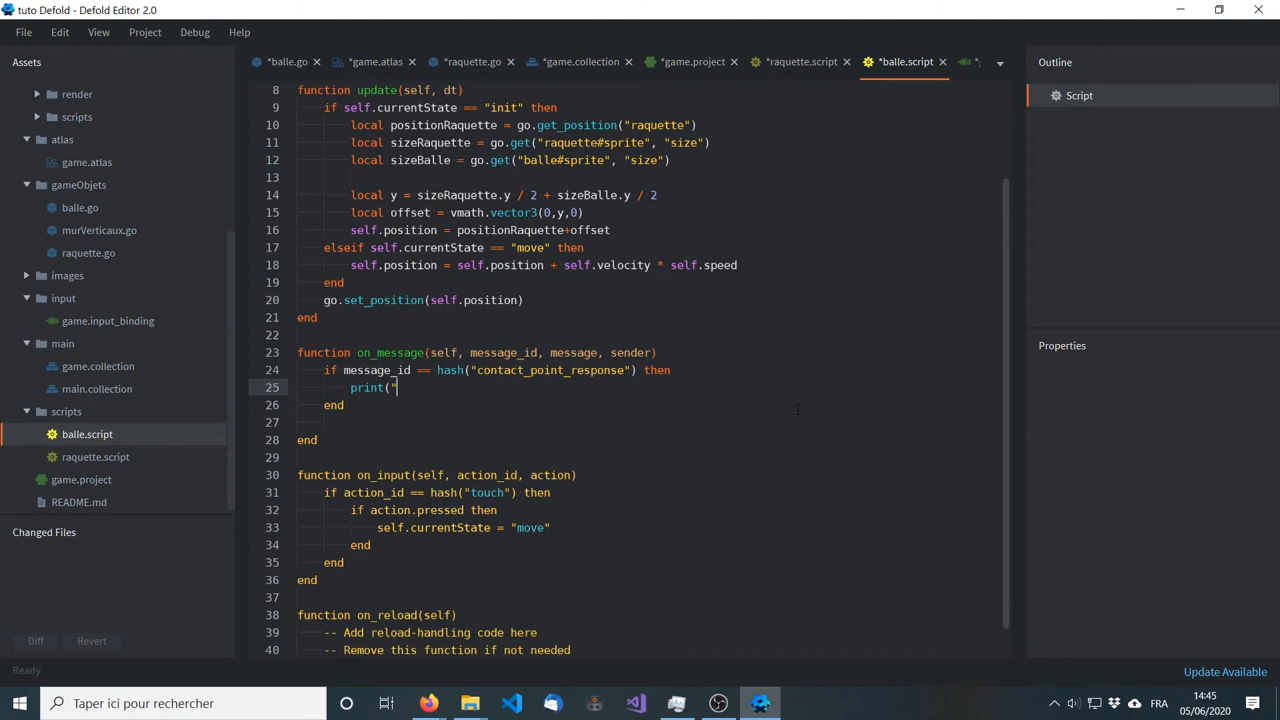 tuto Defold - Defold Editor 2.0
File Edit View Project Debug Help
Assets
render
scripts
atlas
game.atlas
gameObjets
balle.go
murVerticaux.go
raquette.go
images
input
game.input_binding
main
game.collection
main.collection
scripts
balle.script
raquette.script
game.project
README.md
Changed Files
Diff Revert
*balle.go *game.atlas *raquette.go *game.collection *game.project *raquette.script *balle.script *
8 function update(self, dt)
9 if self.currentState == "init" then
10 local positionRaquette = go.get_position("raquette")
11 local sizeRaquette = go.get("raquette#sprite", "size")
12 local sizeBalle = go.get("balle#sprite", "size")
13
14 local y = sizeRaquette.y / 2 + sizeBalle.y / 2
15 local offset = vmath.vector3(0,y,0)
16 self.position = positionRaquette+offset
17 elseif self.currentState == "move" then
18 self.position = self.position + self.velocity * self.speed
19 end
20 go.set_position(self.position)
21 end
22
23 function on_message(self, message_id, message, sender)
24 if message_id == hash("contact_point_response") then
25 print("
26 end
27
28 end
29
30 function on_input(self, action_id, action)
31 if action_id == hash("touch") then
32 if action.pressed then
33 self.currentState = "move"
34 end
35 end
36 end
37
38 function on_reload(self)
39 -- Add reload-handling code here
40 -- Remove this function if not needed
Outline
Script
Properties
Ready
Update Available
Taper ici pour rechercher
FRA
14:45
05/06/2020